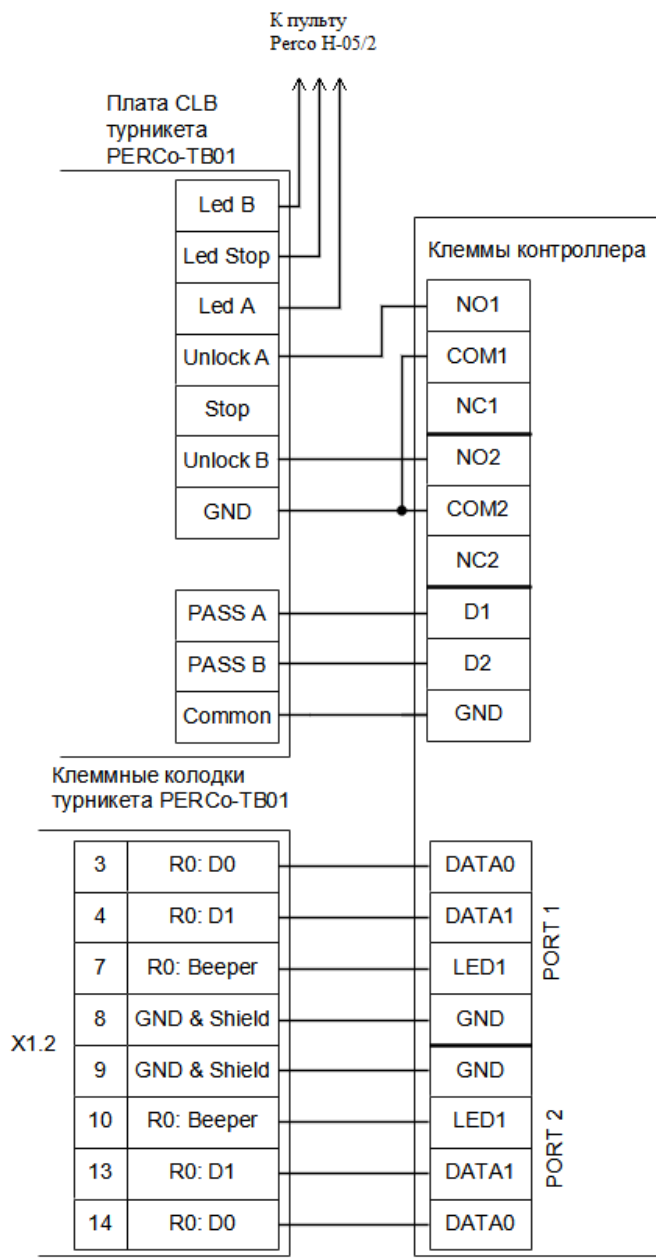 К пульту
Perco H-05/2
Плата CLB
турникета
PERCo-TB01
Led B
Led Stop
Led A
Unlock A
Stop
Unlock B
GND
PASS A
PASS B
Common
Клеммы контроллера
NO1
COM1
NC1
NO2
COM2
NC2
D1
D2
GND
Клеммные колодки
турникета PERCo-TB01
X1.2
3 R0: D0
4 R0: D1
7 R0: Beeper
8 GND & Shield
9 GND & Shield
10 R0: Beeper
13 R0: D1
14 R0: D0
DATA0
DATA1
LED1
GND
GND
LED1
DATA1
DATA0
PORT 1
PORT 2